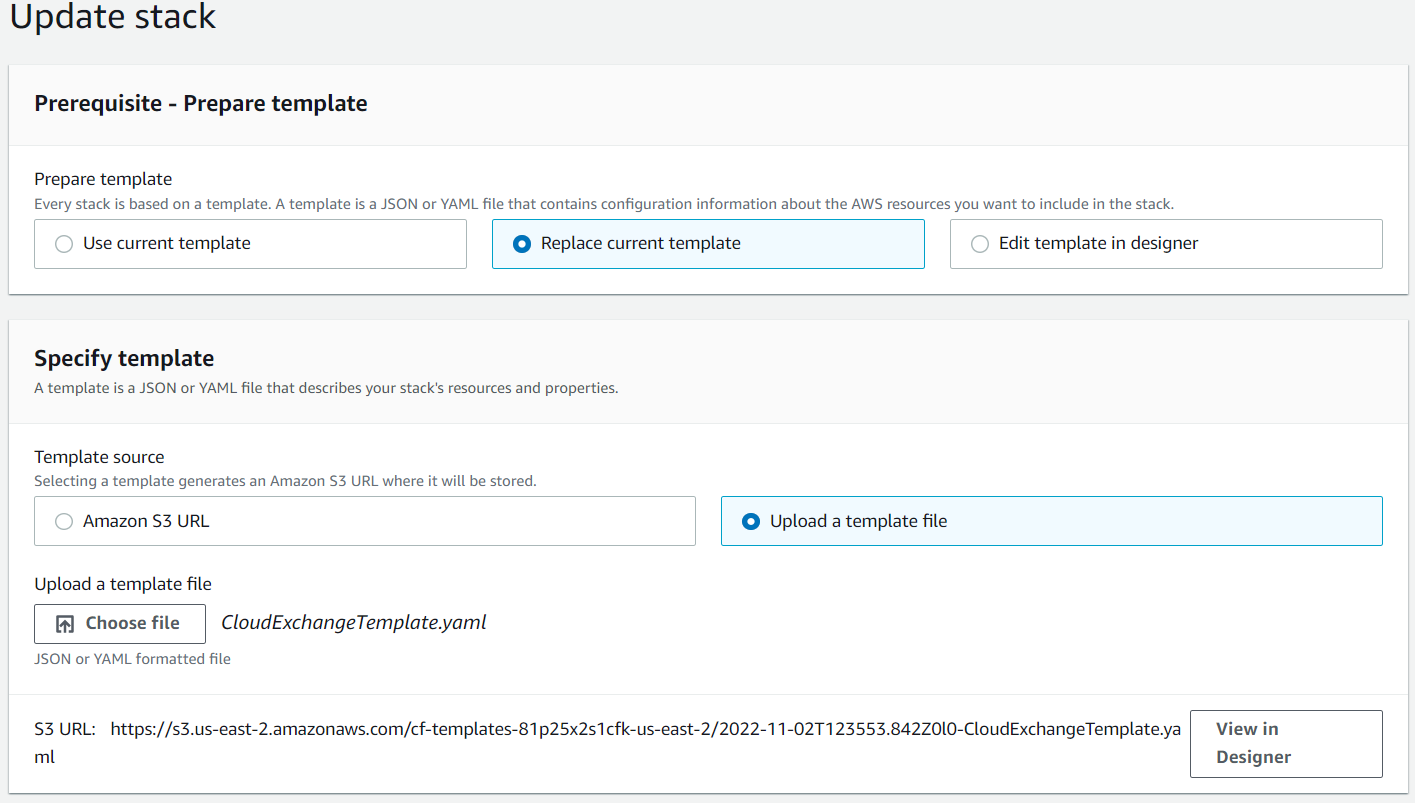 Update stack
Prerequisite - Prepare template
Prepare template
Every stack is based on a template. A template is a JSON or YAML file that contains configuration information about the AWS resources you want to include in the stack.
Use current template
Replace current template
Edit template in designer
Specify template
A template is a JSON or YAML file that describes your stack's resources and properties.
Template source
Selecting a template generates an Amazon S3 URL where it will be stored.
Amazon S3 URL
Upload a template file
Upload a template file
Choose file
CloudExchangeTemplate.yaml
JSON or YAML formatted file
S3 URL: https://s3.us-east-2.amazonaws.com/cf-templates-81p25x2s1cfk-us-east-2/2022-11-02T123553.842Z0l0-CloudExchangeTemplate.ya
ml
View in
Designer